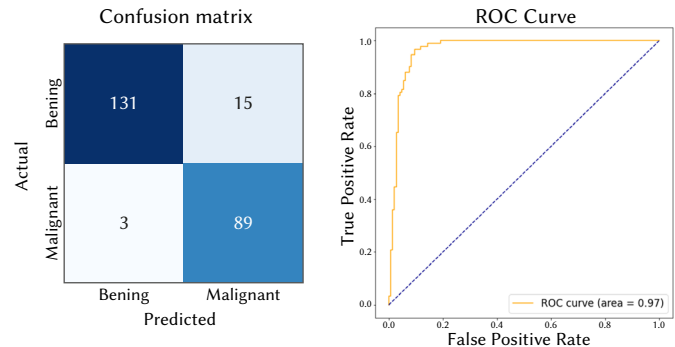 Confusion matrix
Actual
Bening
Malignant
131
15
3
89
Bening
Malignant
Predicted
ROC Curve
True Positive Rate
1.0
0.8
0.6
0.4
0.2
0.0
0.0
0.2
0.4
0.6
0.8
1.0
ROC curve (area = 0.97)
False Positive Rate